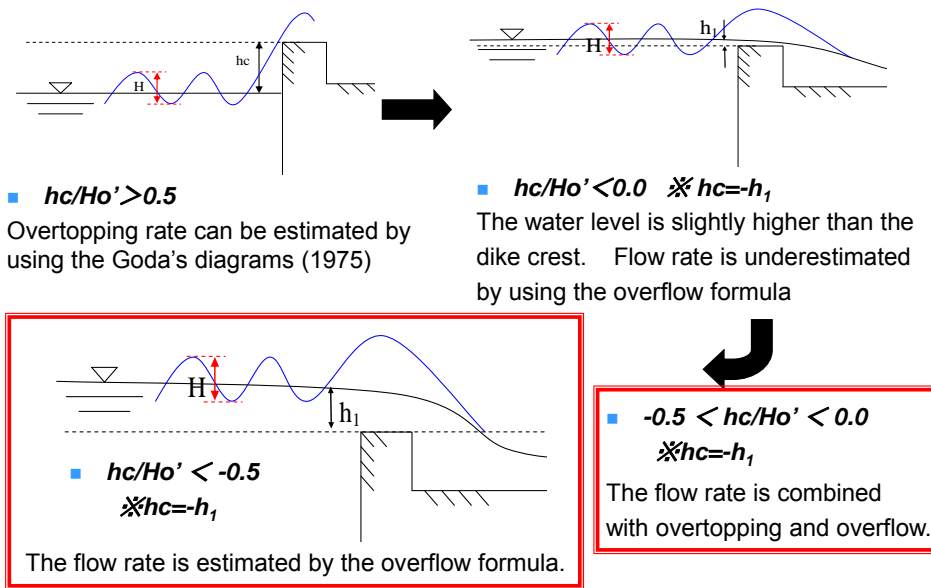 hc
H
■ hc/Ho'＞0.5
Overtopping rate can be estimated by
using the Goda's diagrams (1975)
h1
H
■ hc/Ho'＜0.0 ※ hc=-h1
The water level is slightly higher than the
dike crest. Flow rate is underestimated
by using the overflow formula
H
h1
■ hc/Ho' ＜ -0.5
※hc=-h1
The flow rate is estimated by the overflow formula.
■ -0.5 ＜ hc/Ho' ＜ 0.0
※hc=-h1
The flow rate is combined
with overtopping and overflow.